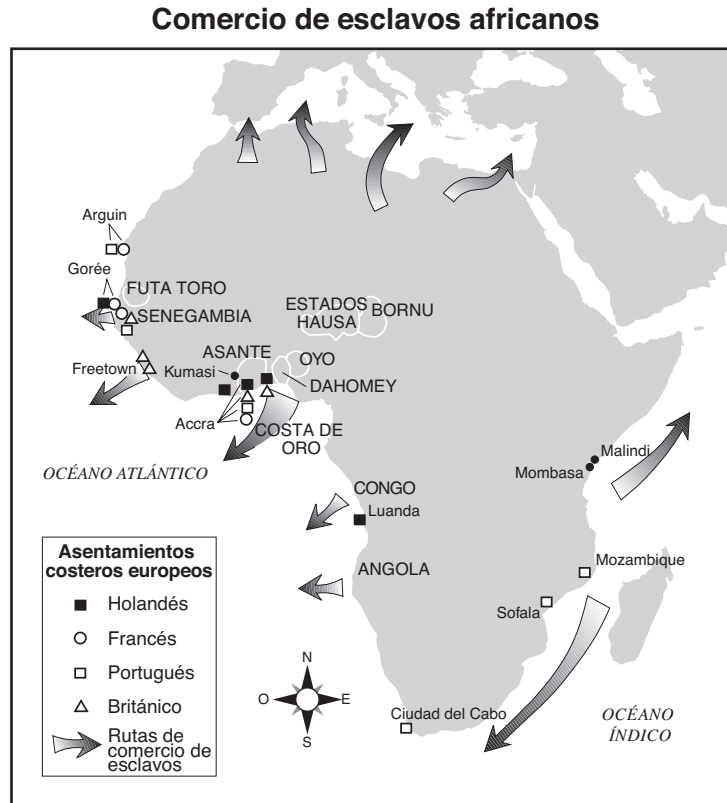 Comercio de esclavos africanos
Arguin
Gorée
FUTA TORO
SENEGAMBIA
ESTADOS
HAUSA
BORNU
ASANTE
OYO
Freetown
Kumasi
DAHOMEY
Accra
COSTA DE
ORO
OCÉANO ATLÁNTICO
Malindi
Mombasa
CONGO
Luanda
ANGOLA
Mozambique
Sofala
Asentamientos
costeros europeos
Holandés
Francés
Portugués
Británico
Rutas de
comercio de
esclavos
N
O
E
S
Ciudad del Cabo
OCÉANO
ÍNDICO